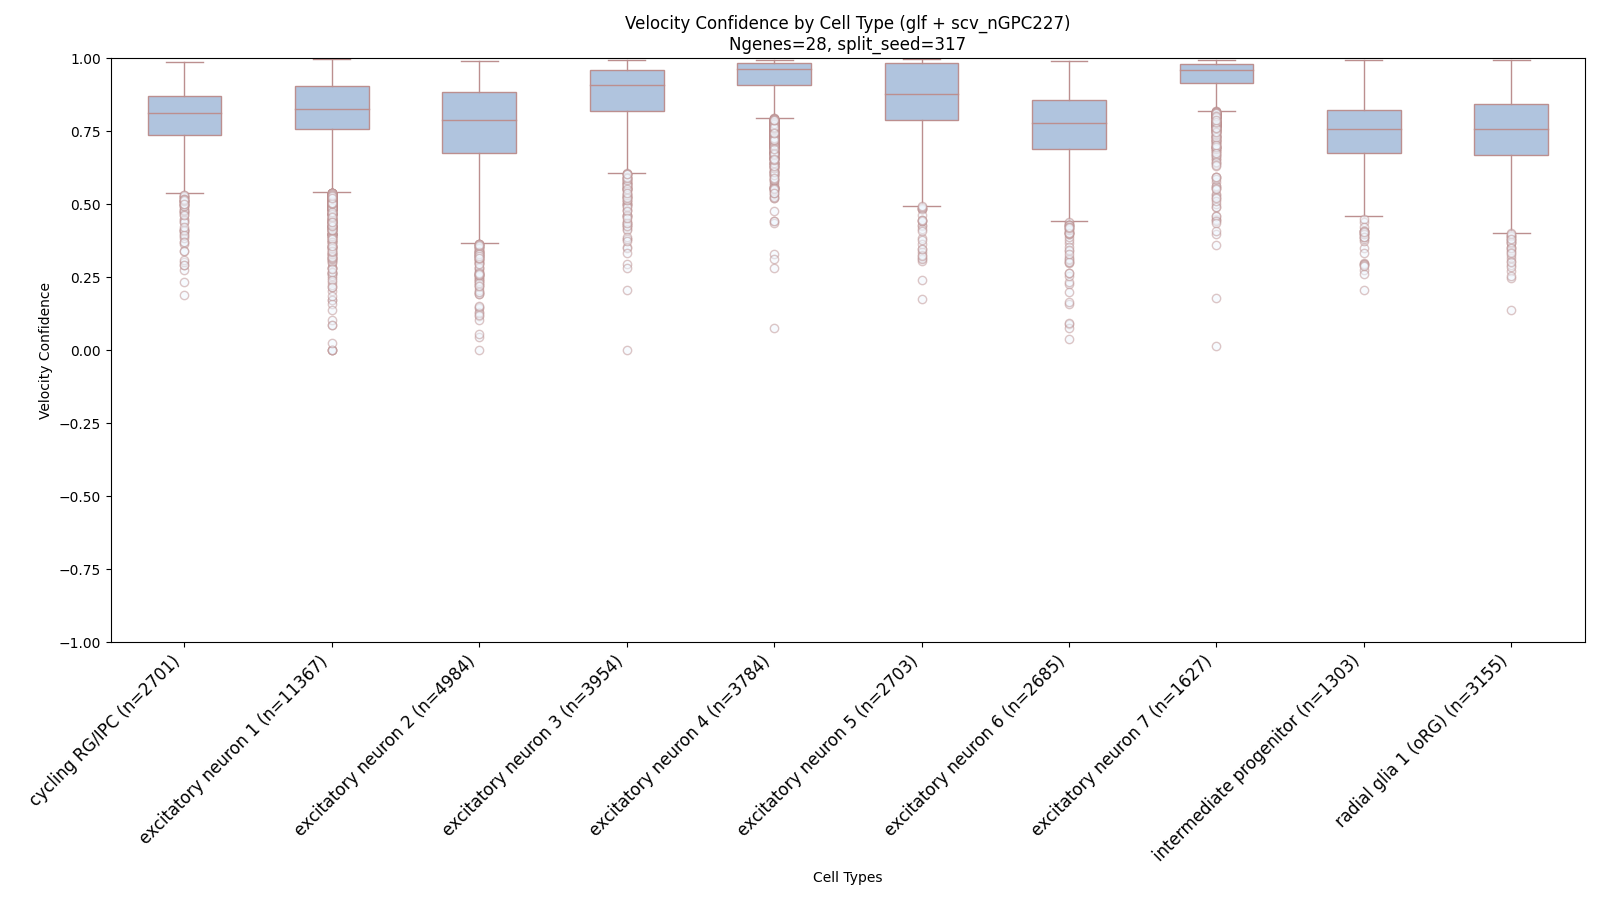 Velocity Confidence by Cell Type (glf + scv_nGPC227)
Ngenes=28, split_seed=317
Velocity Confidence
1.00
0.75
0.50
0.25
0.00
−0.25
−0.50
−0.75
−1.00
cycling RG/IPC (n=2701)
excitatory neuron 1 (n=11367)
excitatory neuron 2 (n=4984)
excitatory neuron 3 (n=3954)
excitatory neuron 4 (n=3784)
excitatory neuron 5 (n=2703)
excitatory neuron 6 (n=2685)
excitatory neuron 7 (n=1627)
intermediate progenitor (n=1303)
radial glia 1 (oRG) (n=3155)
Cell Types